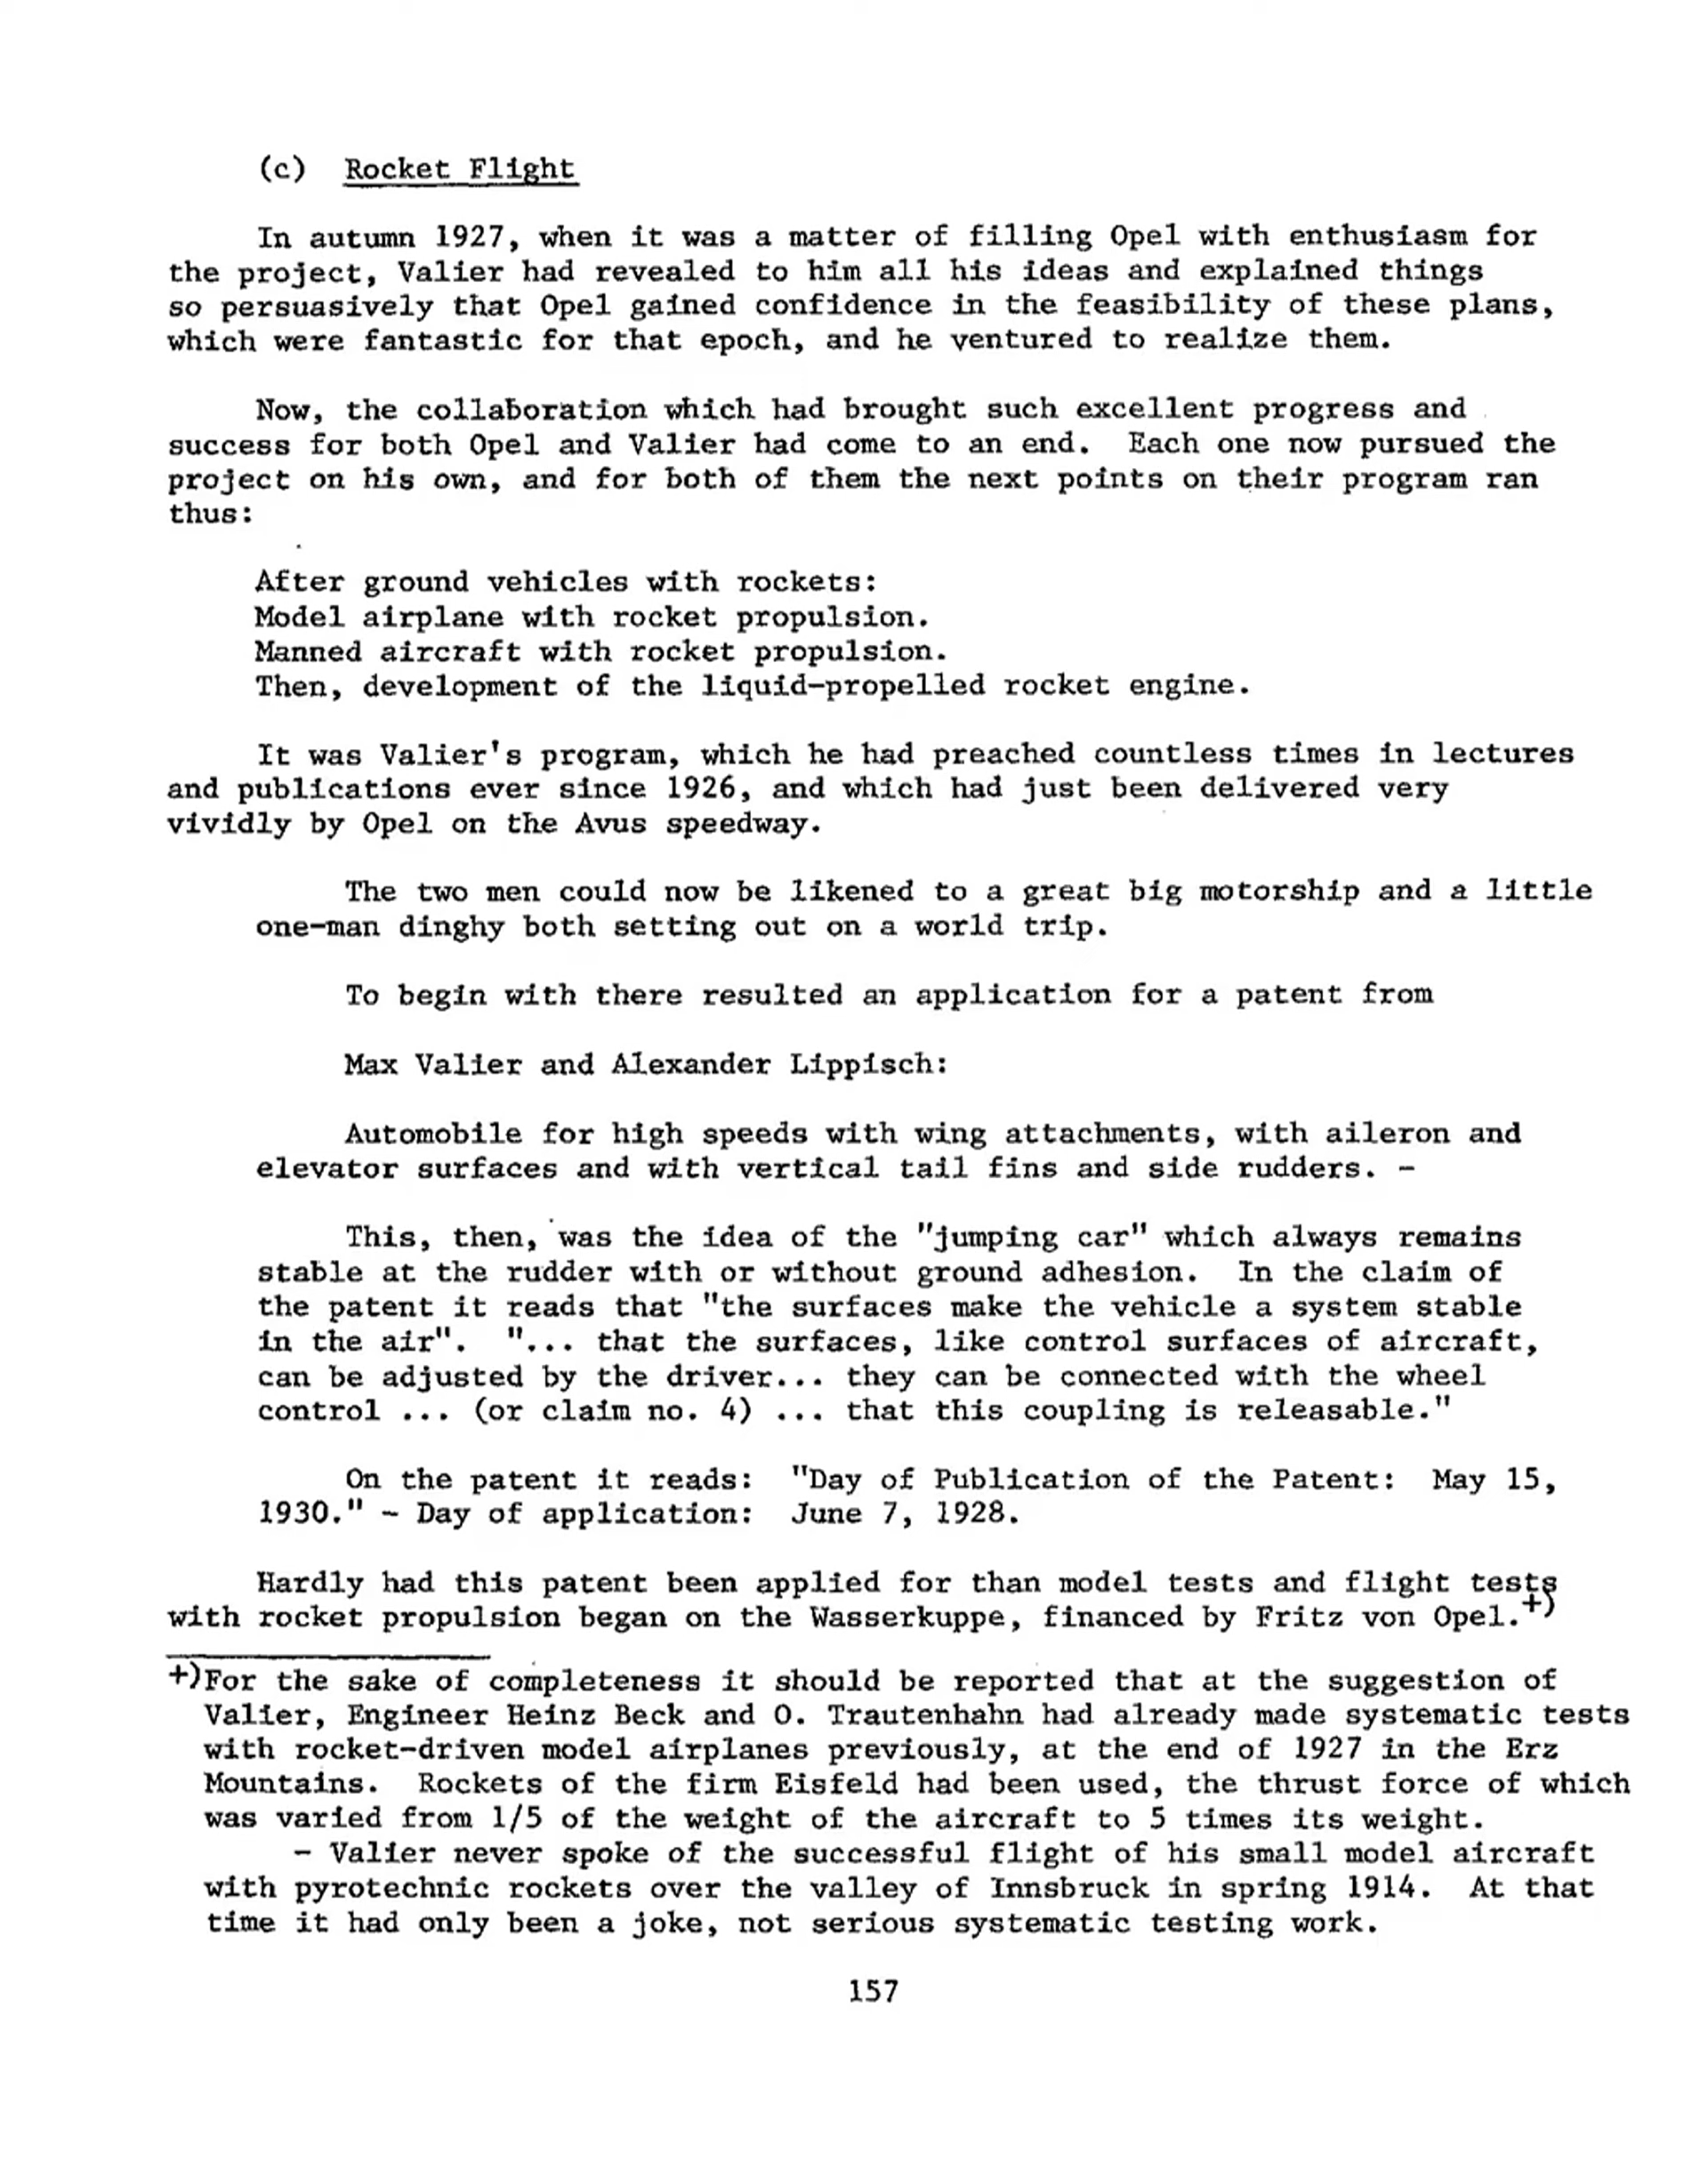 (c) Rocket Flight
In autumn 1927, when it was a matter of filling Opel with enthusiasm for
the project, Valier had revealed to him all his ideas and explained things
so persuasively that Opel gained confidence in the feasibility of these plans,
which were fantastic for that epoch, and he ventured to realize them.
Now, the collaboration which had brought such excellent progress and
success for both Opel and Valier had come to an end. Each one now pursued the
project on his own, and for both of them the next points on their program ran
thus:
After ground vehicles with rockets:
Model airplane with rocket propulsion.
Manned aircraft with rocket propulsion.
Then, development of the liquid-propelled rocket engine.
It was Valier's program, which he had preached countless times in lectures
and publications ever since 1926, and which had just been delivered very
vividly by Opel on the Avus speedway.
The two men could now be likened to a great big motorship and a little
one-man dinghy both setting out on a world trip.
To begin with there resulted an application for a patent from
Max Valier and Alexander Lippisch:
Automobile for high speeds with wing attachments, with aileron and
elevator surfaces and with vertical tail fins and side rudders. -
This, then, was the idea of the "jumping car" which always remains
stable at the rudder with or without ground adhesion. In the claim of
the patent it reads that "the surfaces make the vehicle a system stable
in the air". "... that the surfaces, like control surfaces of aircraft,
can be adjusted by the driver... they can be connected with the wheel
control ... (or claim no. 4) ... that this coupling is releasable."
On the patent it reads: "Day of Publication of the Patent: May 15,
1930." - Day of application: June 7, 1928.
Hardly had this patent been applied for than model tests and flight tests
with rocket propulsion began on the Wasserkuppe, financed by Fritz von Opel.+)
+)For the sake of completeness it should be reported that at the suggestion of
Valier, Engineer Heinz Beck and O. Trautenhahn had already made systematic tests
with rocket-driven model airplanes previously, at the end of 1927 in the Erz
Mountains. Rockets of the firm Eisfeld had been used, the thrust force of which
was varied from 1/5 of the weight of the aircraft to 5 times its weight.
- Valier never spoke of the successful flight of his small model aircraft
with pyrotechnic rockets over the valley of Innsbruck in spring 1914. At that
time it had only been a joke, not serious systematic testing work.
157